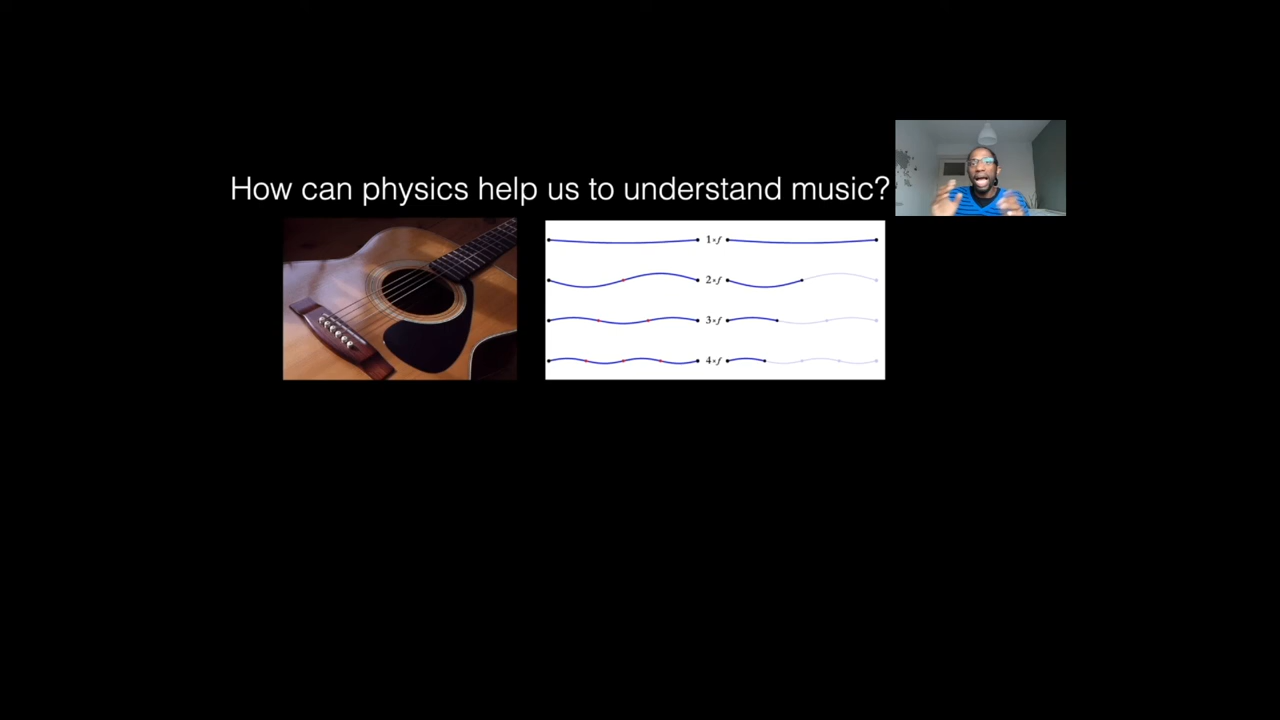 How can physics help us to understand music?
1∘f
2∘f
3∘f
4∘f